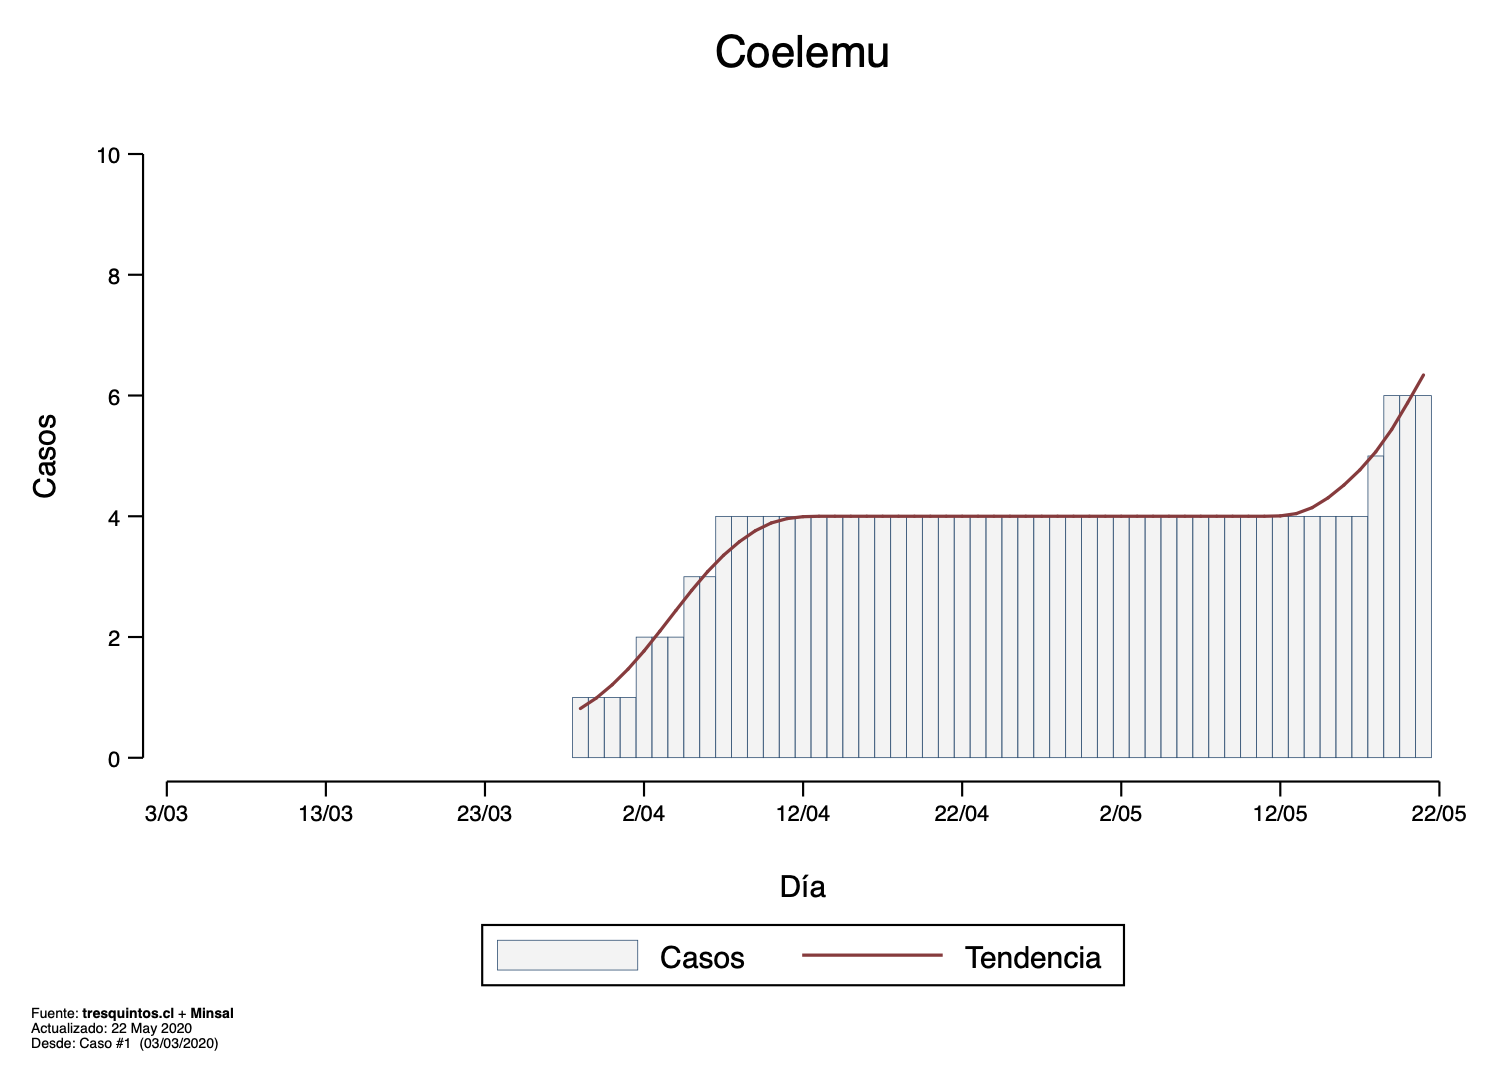 Coelemu
Casos
10
8
6
4
2
0
3/03 13/03 23/03 2/04 12/04 22/04 2/05 12/05 22/05
Día
Casos Tendencia
Fuente: tresquintos.cl + Minsal
Actualizado: 22 May 2020
Desde: Caso #1 (03/03/2020)